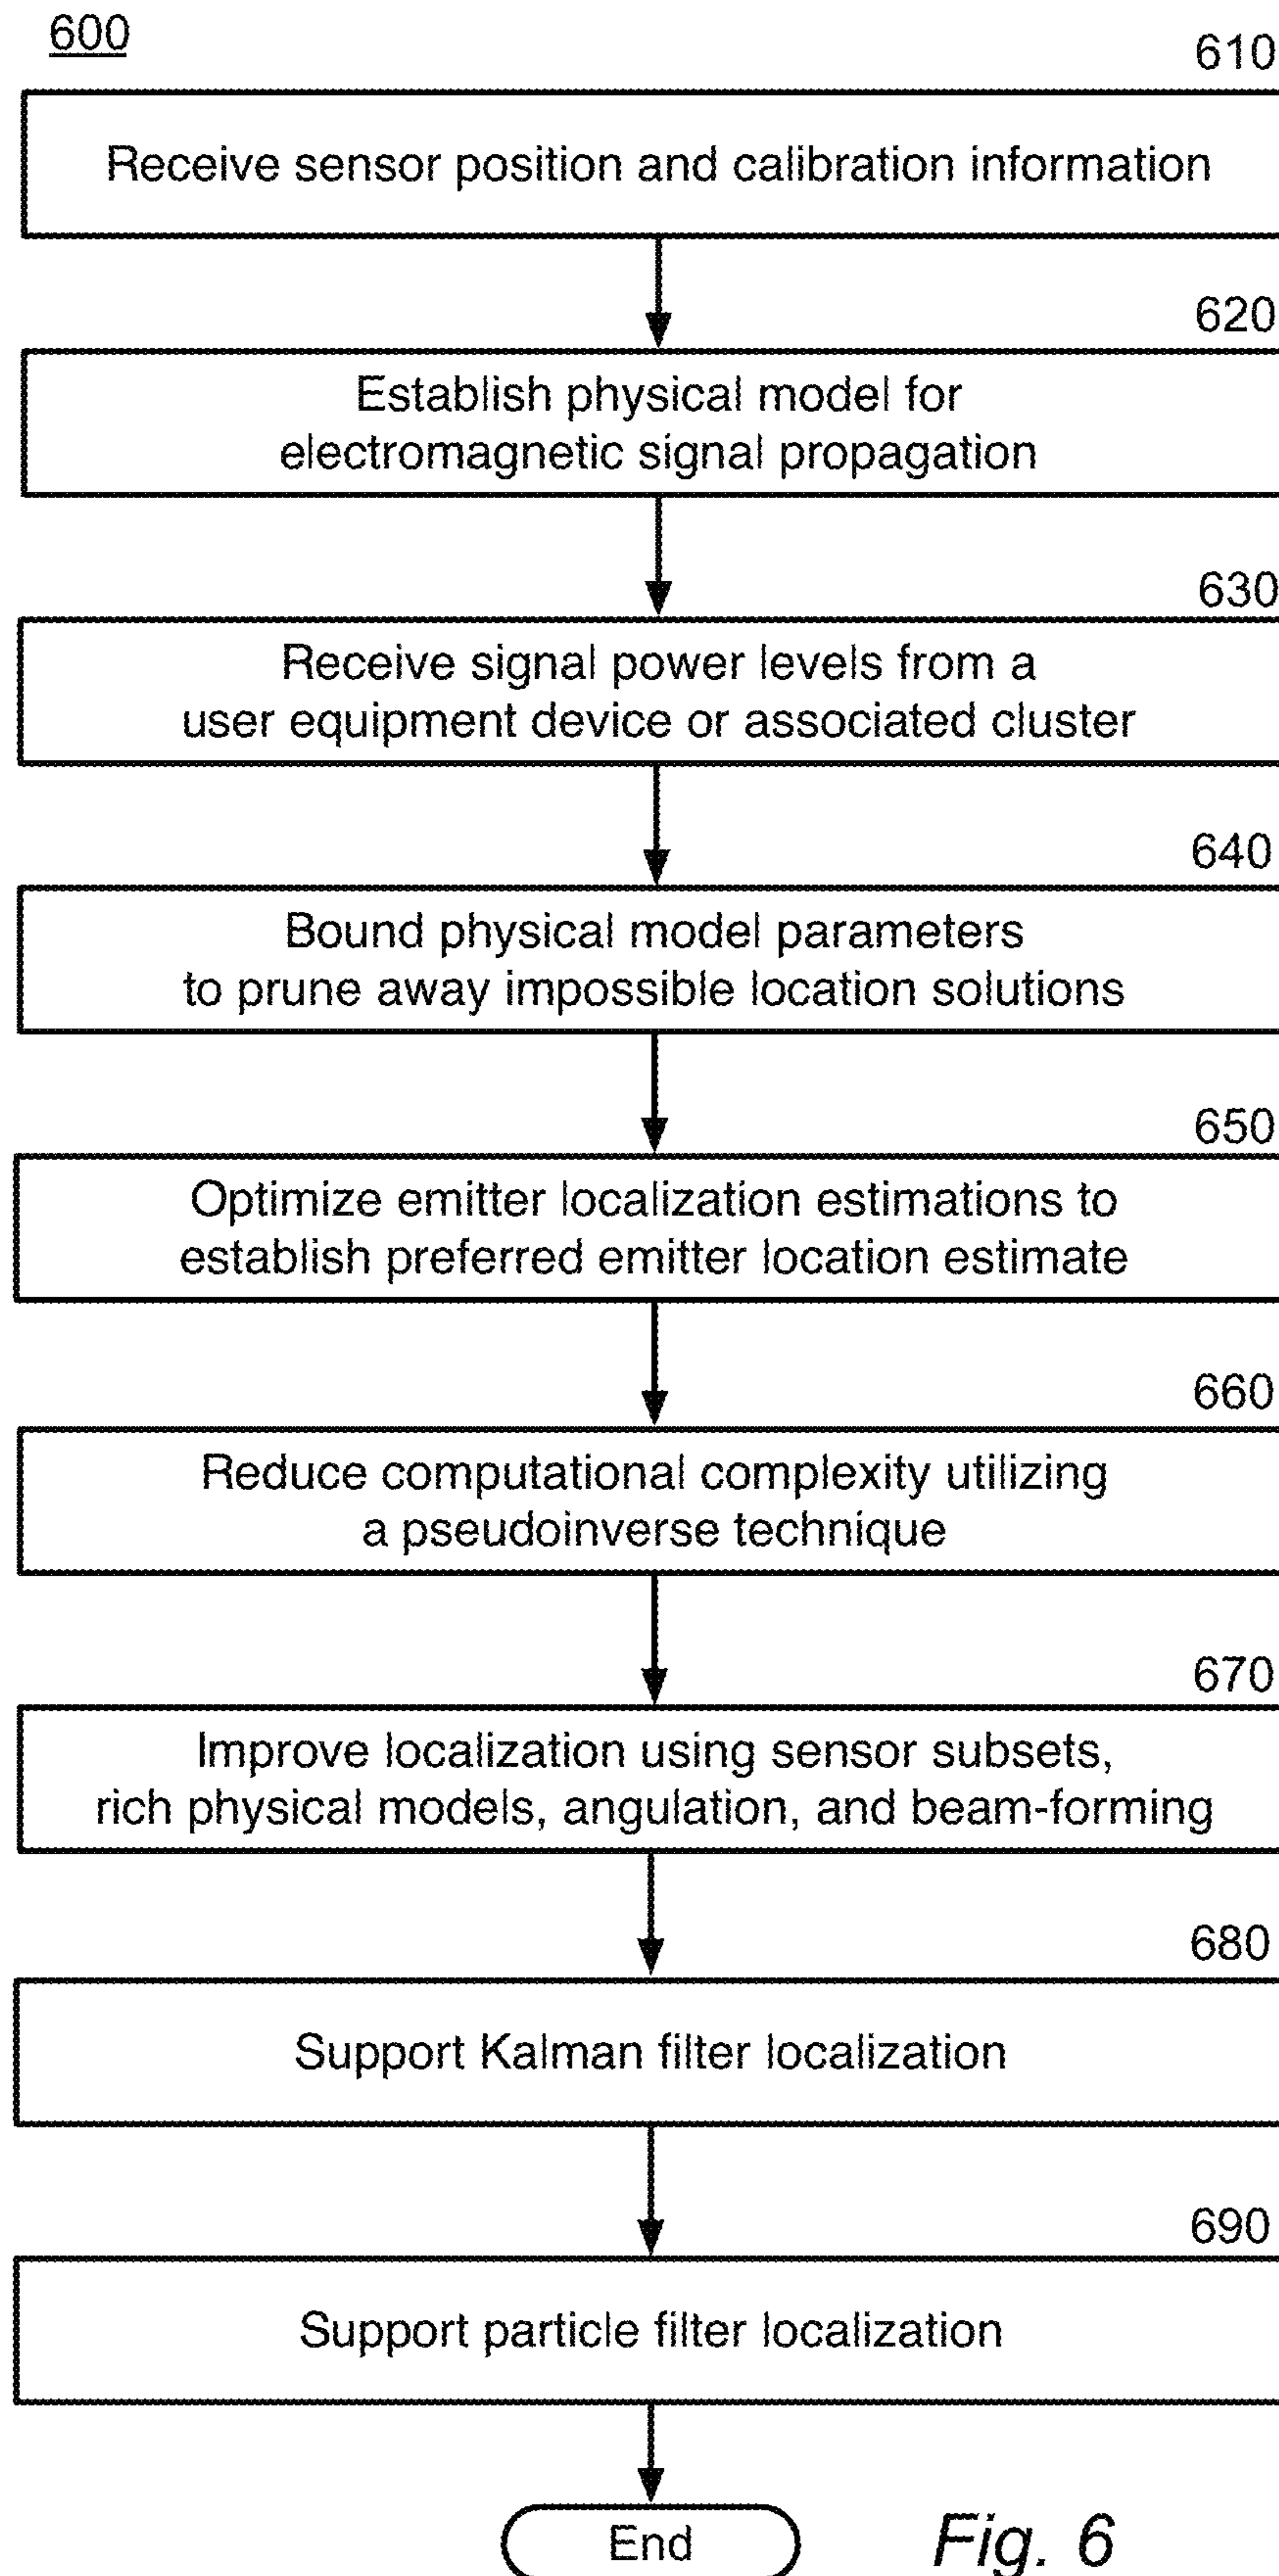 600
610
Receive sensor position and calibration information
620
Establish physical model for
electromagnetic signal propagation
630
Receive signal power levels from a
user equipment device or associated cluster
640
Bound physical model parameters
to prune away impossible location solutions
650
Optimize emitter localization estimations to
establish preferred emitter location estimate
660
Reduce computational complexity utilizing
a pseudoinverse technique
670
Improve localization using sensor subsets,
rich physical models, angulation, and beam-forming
680
Support Kalman filter localization
690
Support particle filter localization
End
Fig. 6